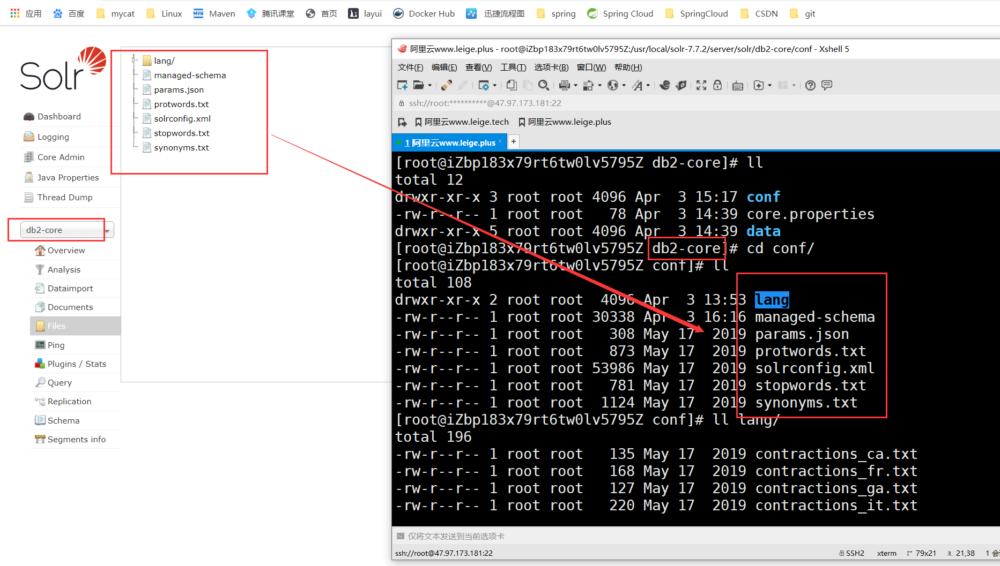 应用 百度 mycat Linux Maven 腾讯课堂 首页 layui Docker Hub 迅捷流程图 spring Spring Cloud SpringCloud CSDN git
Solr
Dashboard
Logging
Core Admin
Java Properties
Thread Dump
db2-core
Overview
Analysis
Dataimport
Documents
Files
Ping
Plugins / Stats
Query
Replication
Schema
Segments info
lang/
managed-schema
params.json
protwords.txt
solrconfig.xml
stopwords.txt
synonyms.txt
阿里云www.leige.plus - root@iZbp183x79rt6tw0lv5795Z:/usr/local/solr-7.7.2/server/solr/db2-core/conf - Xshell 5
文件(F) 编辑(E) 查看(V) 工具(T) 选项卡(B) 窗口(W) 帮助(H)
ssh://root:**********@47.97.173.181:22
阿里云www.leige.tech 阿里云www.leige.plus
1 阿里云www.leige.plus × +
[root@iZbp183x79rt6tw0lv5795Z db2-core]# ll
total 12
drwxr-xr-x 3 root root 4096 Apr  3 15:17 conf
-rw-r--r-- 1 root root   78 Apr  3 14:39 core.properties
drwxr-xr-x 5 root root 4096 Apr  3 14:39 data
[root@iZbp183x79rt6tw0lv5795Z db2-core]# cd conf/
[root@iZbp183x79rt6tw0lv5795Z conf]# ll
total 108
drwxr-xr-x 2 root root  4096 Apr  3 13:53 lang
-rw-r--r-- 1 root root 30338 Apr  3 16:16 managed-schema
-rw-r--r-- 1 root root   308 May 17  2019 params.json
-rw-r--r-- 1 root root   873 May 17  2019 protwords.txt
-rw-r--r-- 1 root root 53986 May 17  2019 solrconfig.xml
-rw-r--r-- 1 root root   781 May 17  2019 stopwords.txt
-rw-r--r-- 1 root root  1124 May 17  2019 synonyms.txt
[root@iZbp183x79rt6tw0lv5795Z conf]# ll lang/
total 196
-rw-r--r-- 1 root root   135 May 17  2019 contractions_ca.txt
-rw-r--r-- 1 root root   168 May 17  2019 contractions_fr.txt
-rw-r--r-- 1 root root   127 May 17  2019 contractions_ga.txt
-rw-r--r-- 1 root root   220 May 17  2019 contractions_it.txt
仅将文本发送到当前选项卡
ssh://root@47.97.173.181:22 SSH2 xterm 79x21 21,38 1 会